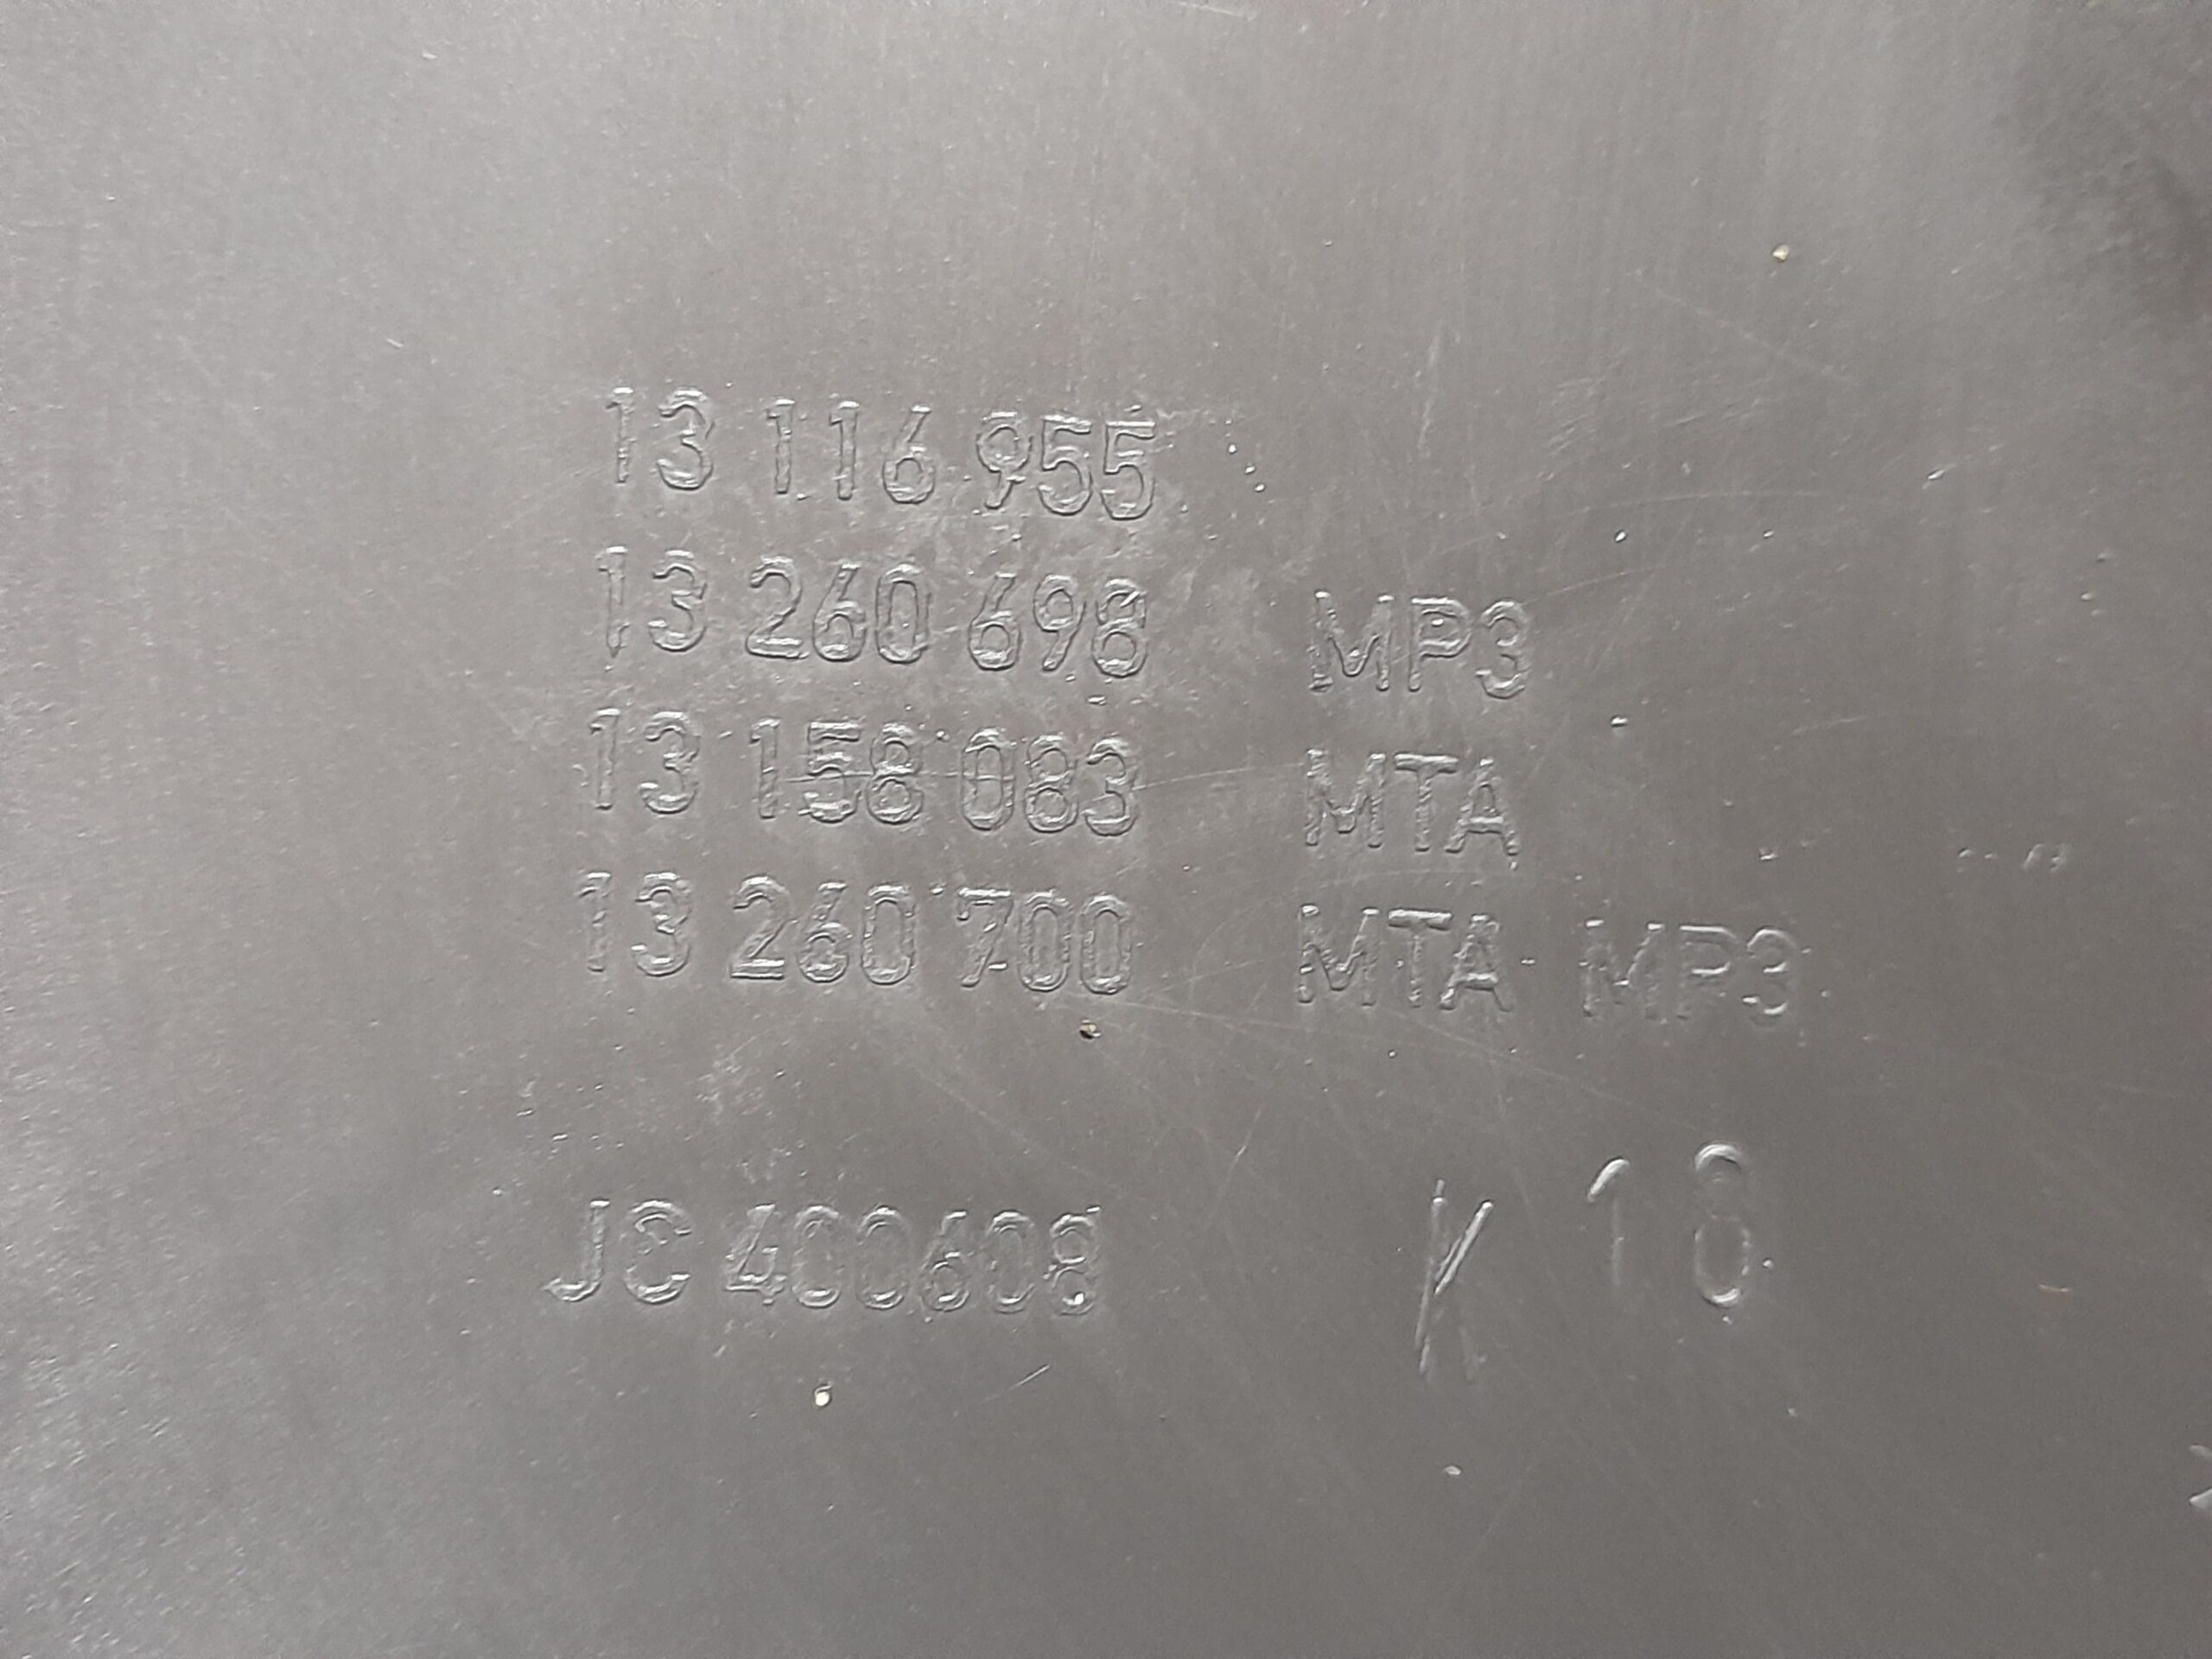 13 116 955
13 260 698 MP3
13 158 083 MTA
13 260 700 MTA MP3
JC 400608 K 18